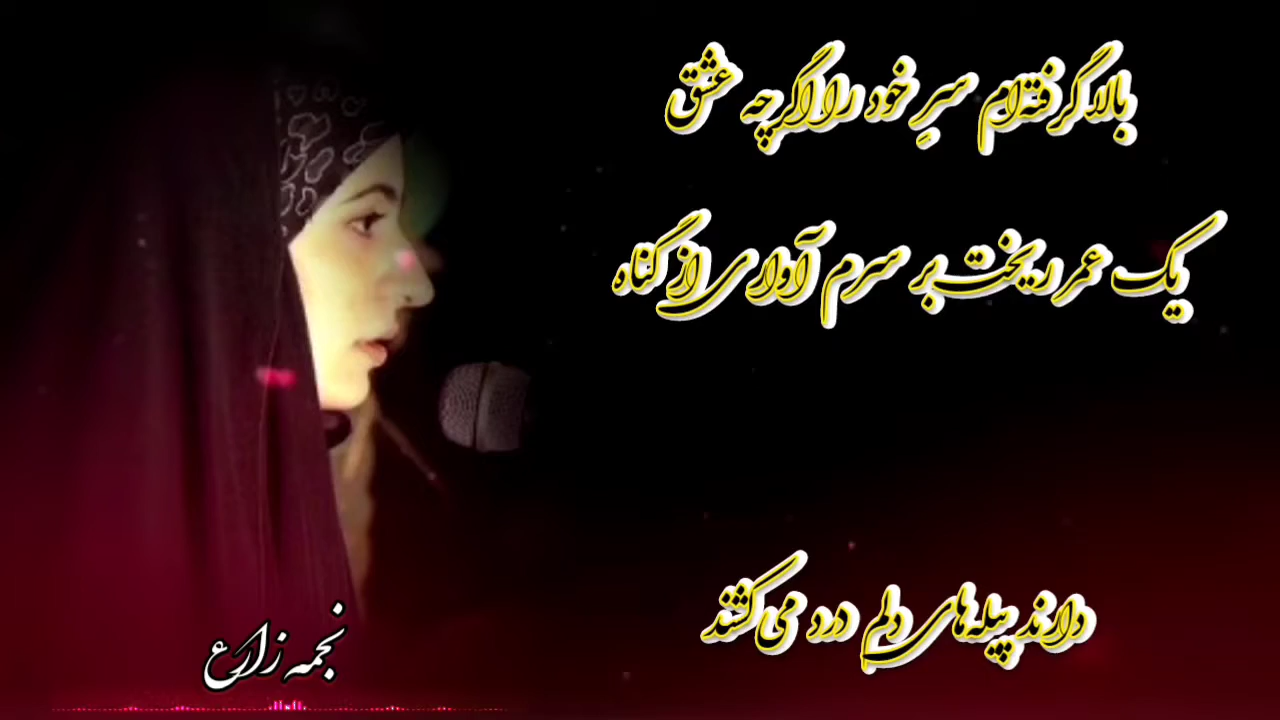 بالا گرفته‌ام سرِ خود را اگرچه عشق
یک عمر ریخت بر سرم آواری از گناه
دارند پیله‌های دلم درد می‌کشند
نجمه زارع